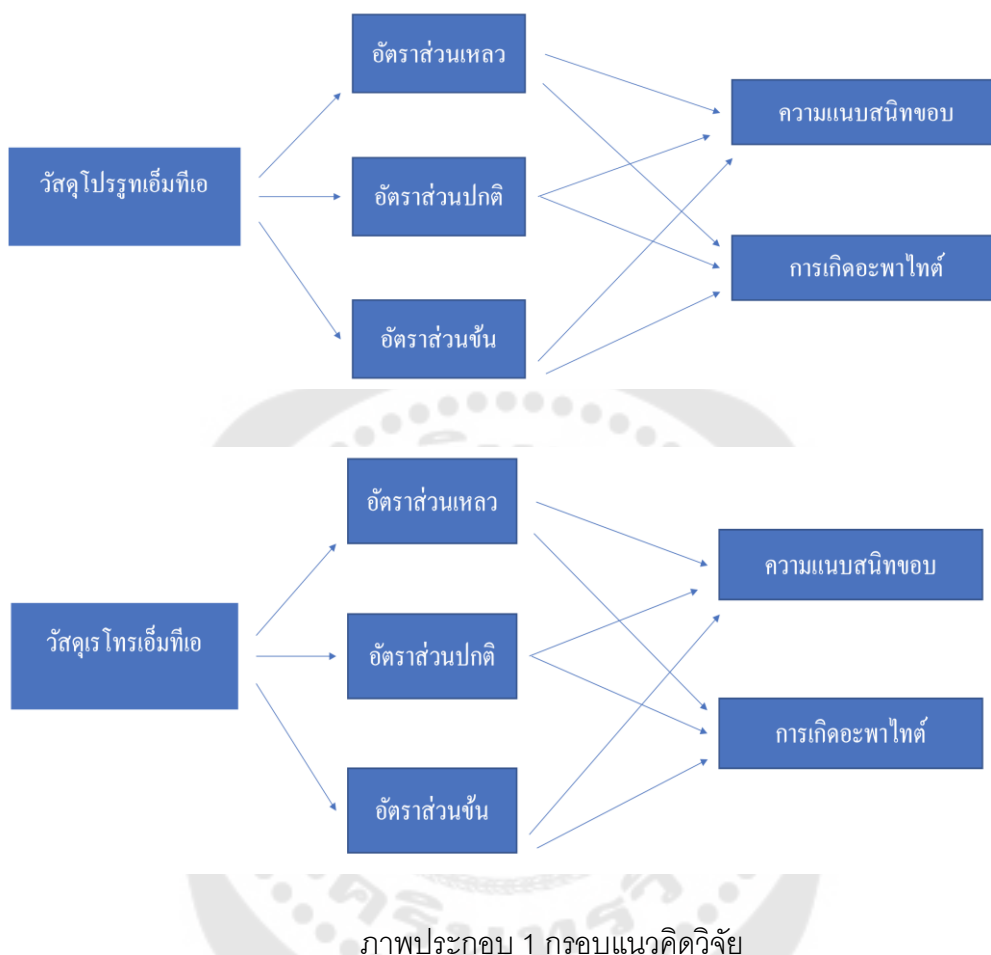 อัตราส่วนเหลว
ความแนบสนิทขอบ
วัสดุโปรรูทเอ็มทีเอ
อัตราส่วนปกติ
การเกิดอะพาไทต์
อัตราส่วนข้น
อัตราส่วนเหลว
ความแนบสนิทขอบ
วัสดุเรโทรเอ็มทีเอ
อัตราส่วนปกติ
การเกิดอะพาไทต์
อัตราส่วนข้น
ภาพประกอบ 1 กรอบแนวคิดวิจัย